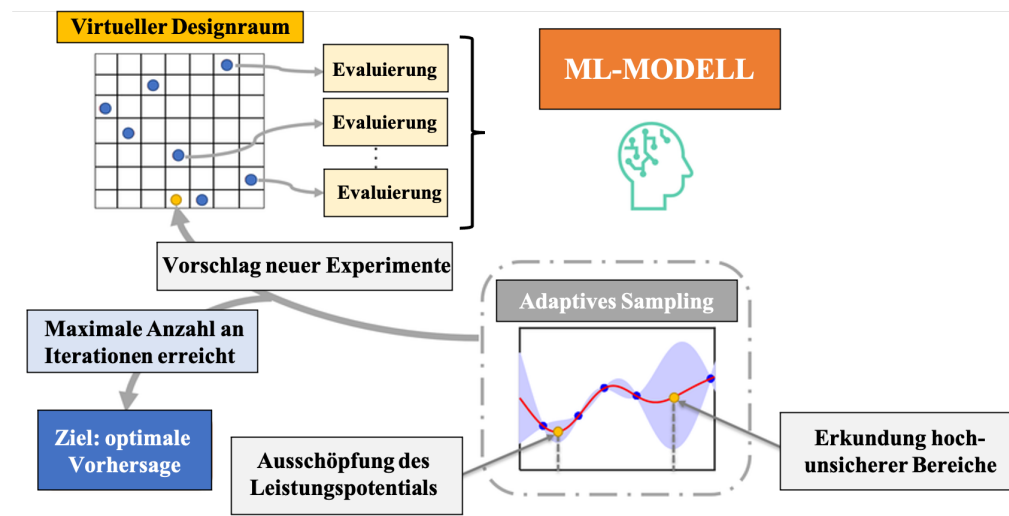 Virtueller Designraum
Evaluierung
Evaluierung
Evaluierung
ML-MODELL
Vorschlag neuer Experimente
Adaptives Sampling
Maximale Anzahl an
Iterationen erreicht
Ziel: optimale
Vorhersage
Ausschöpfung des
Leistungspotentials
Erkundung hoch-
unsicherer Bereiche